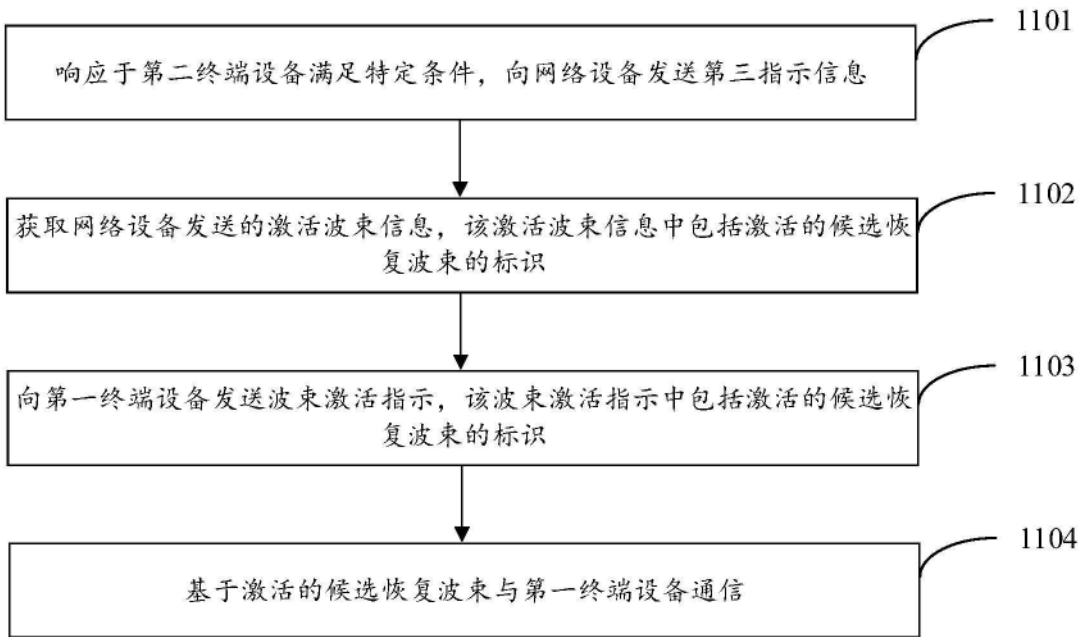 1101
响应于第二终端设备满足特定条件，向网络设备发送第三指示信息
1102
获取网络设备发送的激活波束信息，该激活波束信息中包括激活的候选恢
复波束的标识
1103
向第一终端设备发送波束激活指示，该波束激活指示中包括激活的候选恢
复波束的标识
1104
基于激活的候选恢复波束与第一终端设备通信